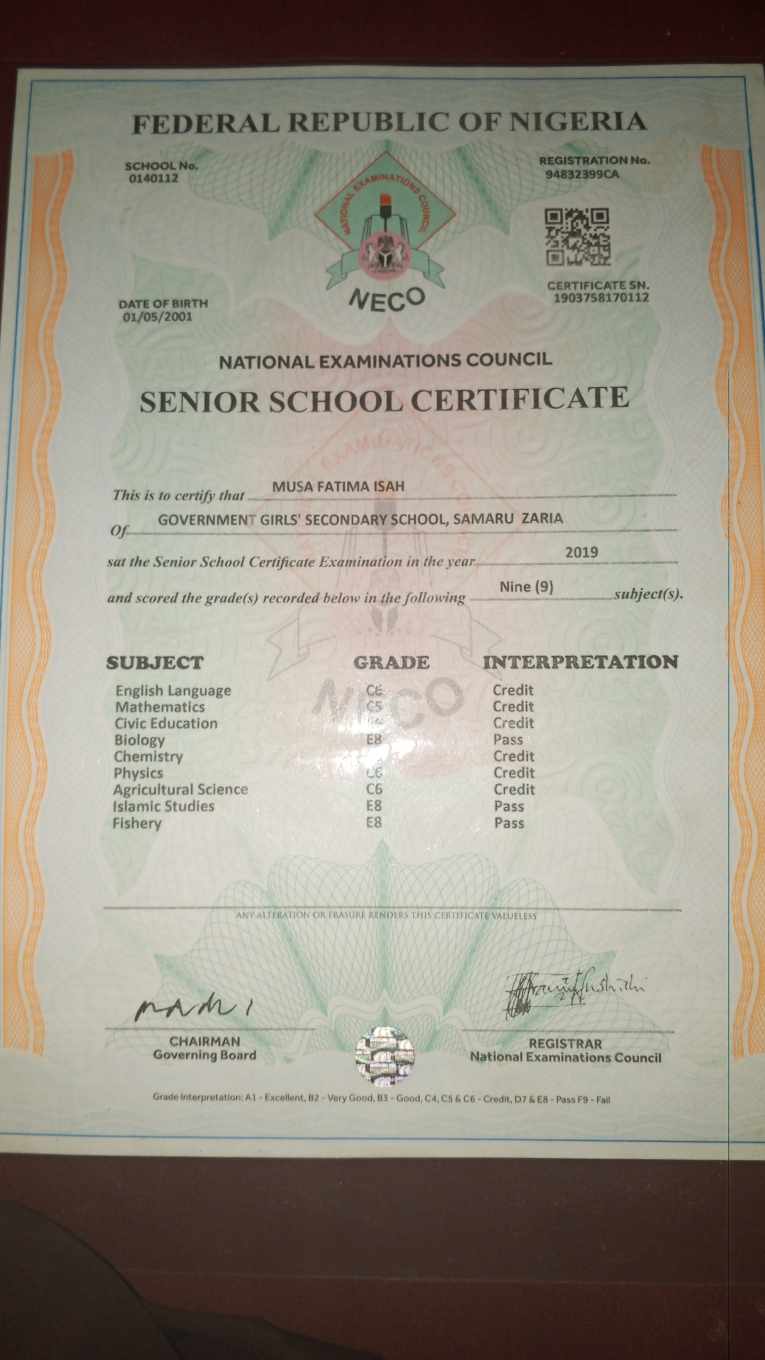 FEDERAL REPUBLIC OF NIGERIA
SCHOOL No.
0140112
REGISTRATION No.
94832399CA
NATIONAL EXAMINATIONS COUNCIL
NECO
DATE OF BIRTH
01/05/2001
CERTIFICATE SN.
1903758170112
NATIONAL EXAMINATIONS COUNCIL
SENIOR SCHOOL CERTIFICATE
This is to certify that MUSA FATIMA ISAH
Of GOVERNMENT GIRLS' SECONDARY SCHOOL, SAMARU ZARIA
sat the Senior School Certificate Examination in the year 2019
and scored the grade(s) recorded below in the following Nine (9) subject(s).
SUBJECT GRADE INTERPRETATION
English Language C6 Credit
Mathematics C5 Credit
Civic Education Credit
Biology E8 Pass
Chemistry Credit
Physics C6 Credit
Agricultural Science C6 Credit
Islamic Studies E8 Pass
Fishery E8 Pass
NECO
ANY ALTERATION OR ERASURE RENDERS THIS CERTIFICATE VALUELESS
CHAIRMAN
Governing Board
REGISTRAR
National Examinations Council
Grade Interpretation: A1 - Excellent, B2 - Very Good, B3 - Good, C4, C5 & C6 - Credit, D7 & E8 - Pass F9 - Fail